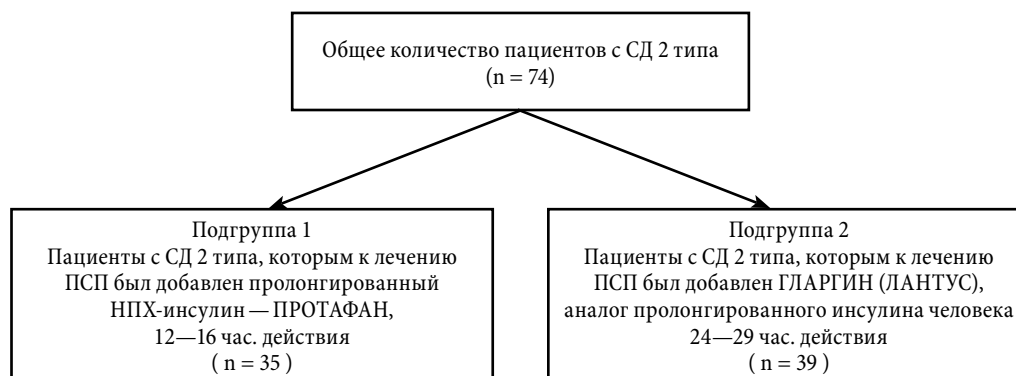 Общее количество пациентов с СД 2 типа
(n = 74)
Подгруппа 1
Пациенты с СД 2 типа, которым к лечению
ПСП был добавлен пролонгированный
НПХ-инсулин — ПРОТАФАН,
12—16 час. действия
( n = 35 )
Подгруппа 2
Пациенты с СД 2 типа, которым к лечению
ПСП был добавлен ГЛАРГИН (ЛАНТУС),
аналог пролонгированного инсулина человека
24—29 час. действия
( n = 39 )